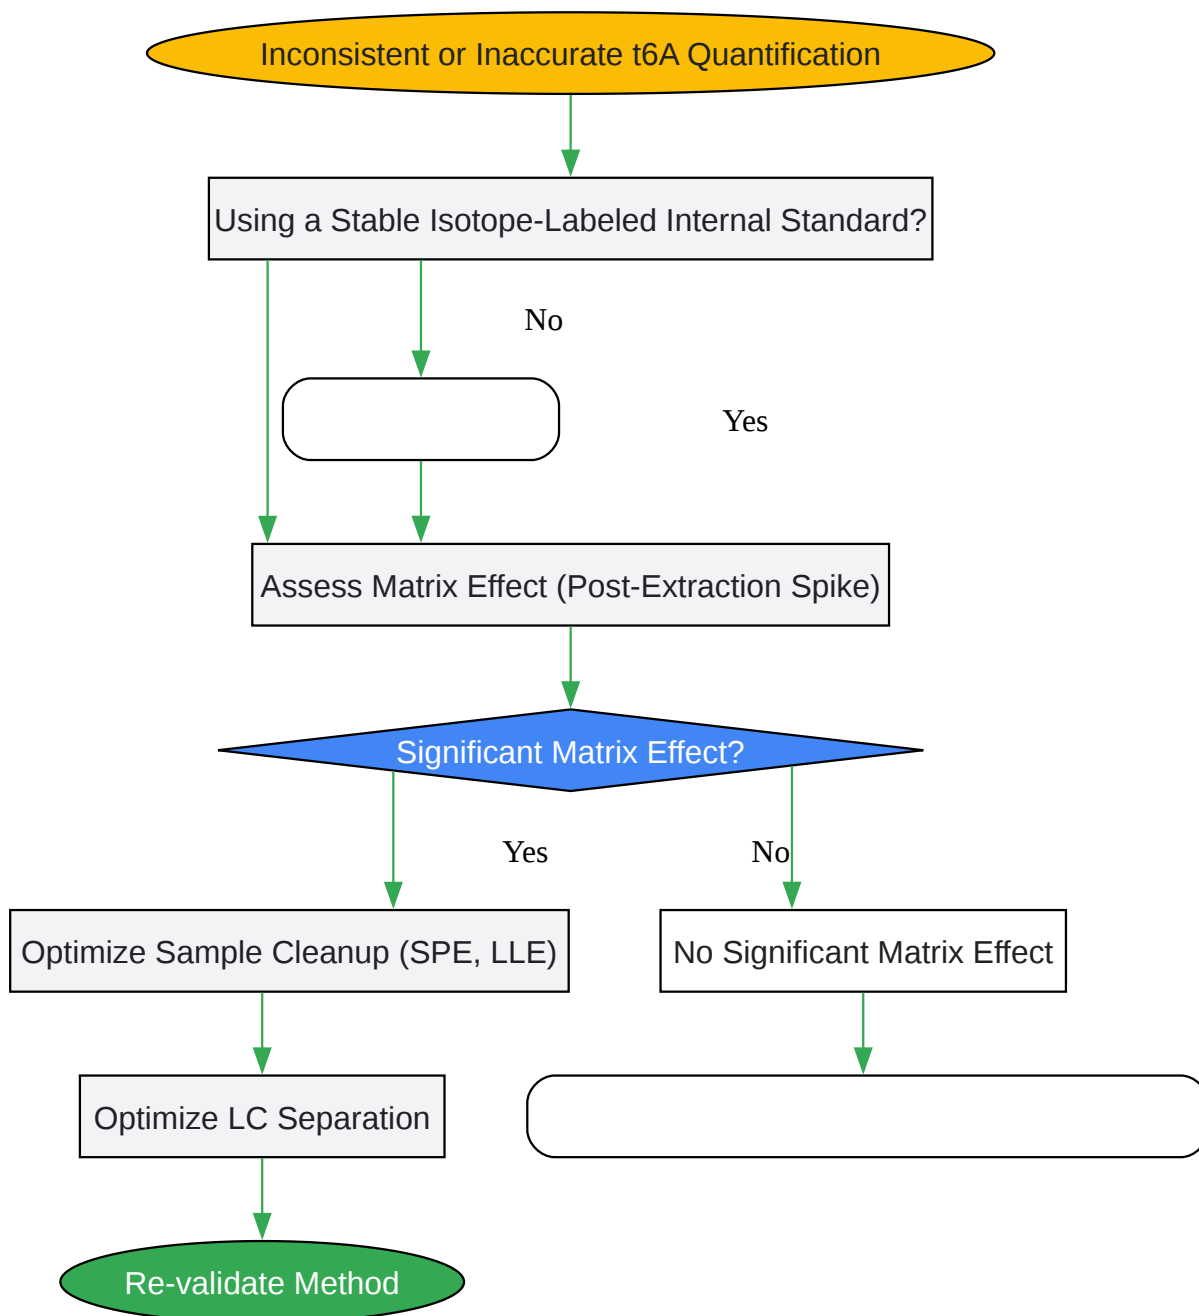 Inconsistent or Inaccurate t6A Quantification
Using a Stable Isotope-Labeled Internal Standard?
No
Yes
Assess Matrix Effect (Post-Extraction Spike)
Significant Matrix Effect?
Yes
No
Optimize Sample Cleanup (SPE, LLE)
No Significant Matrix Effect
Optimize LC Separation
Re-validate Method